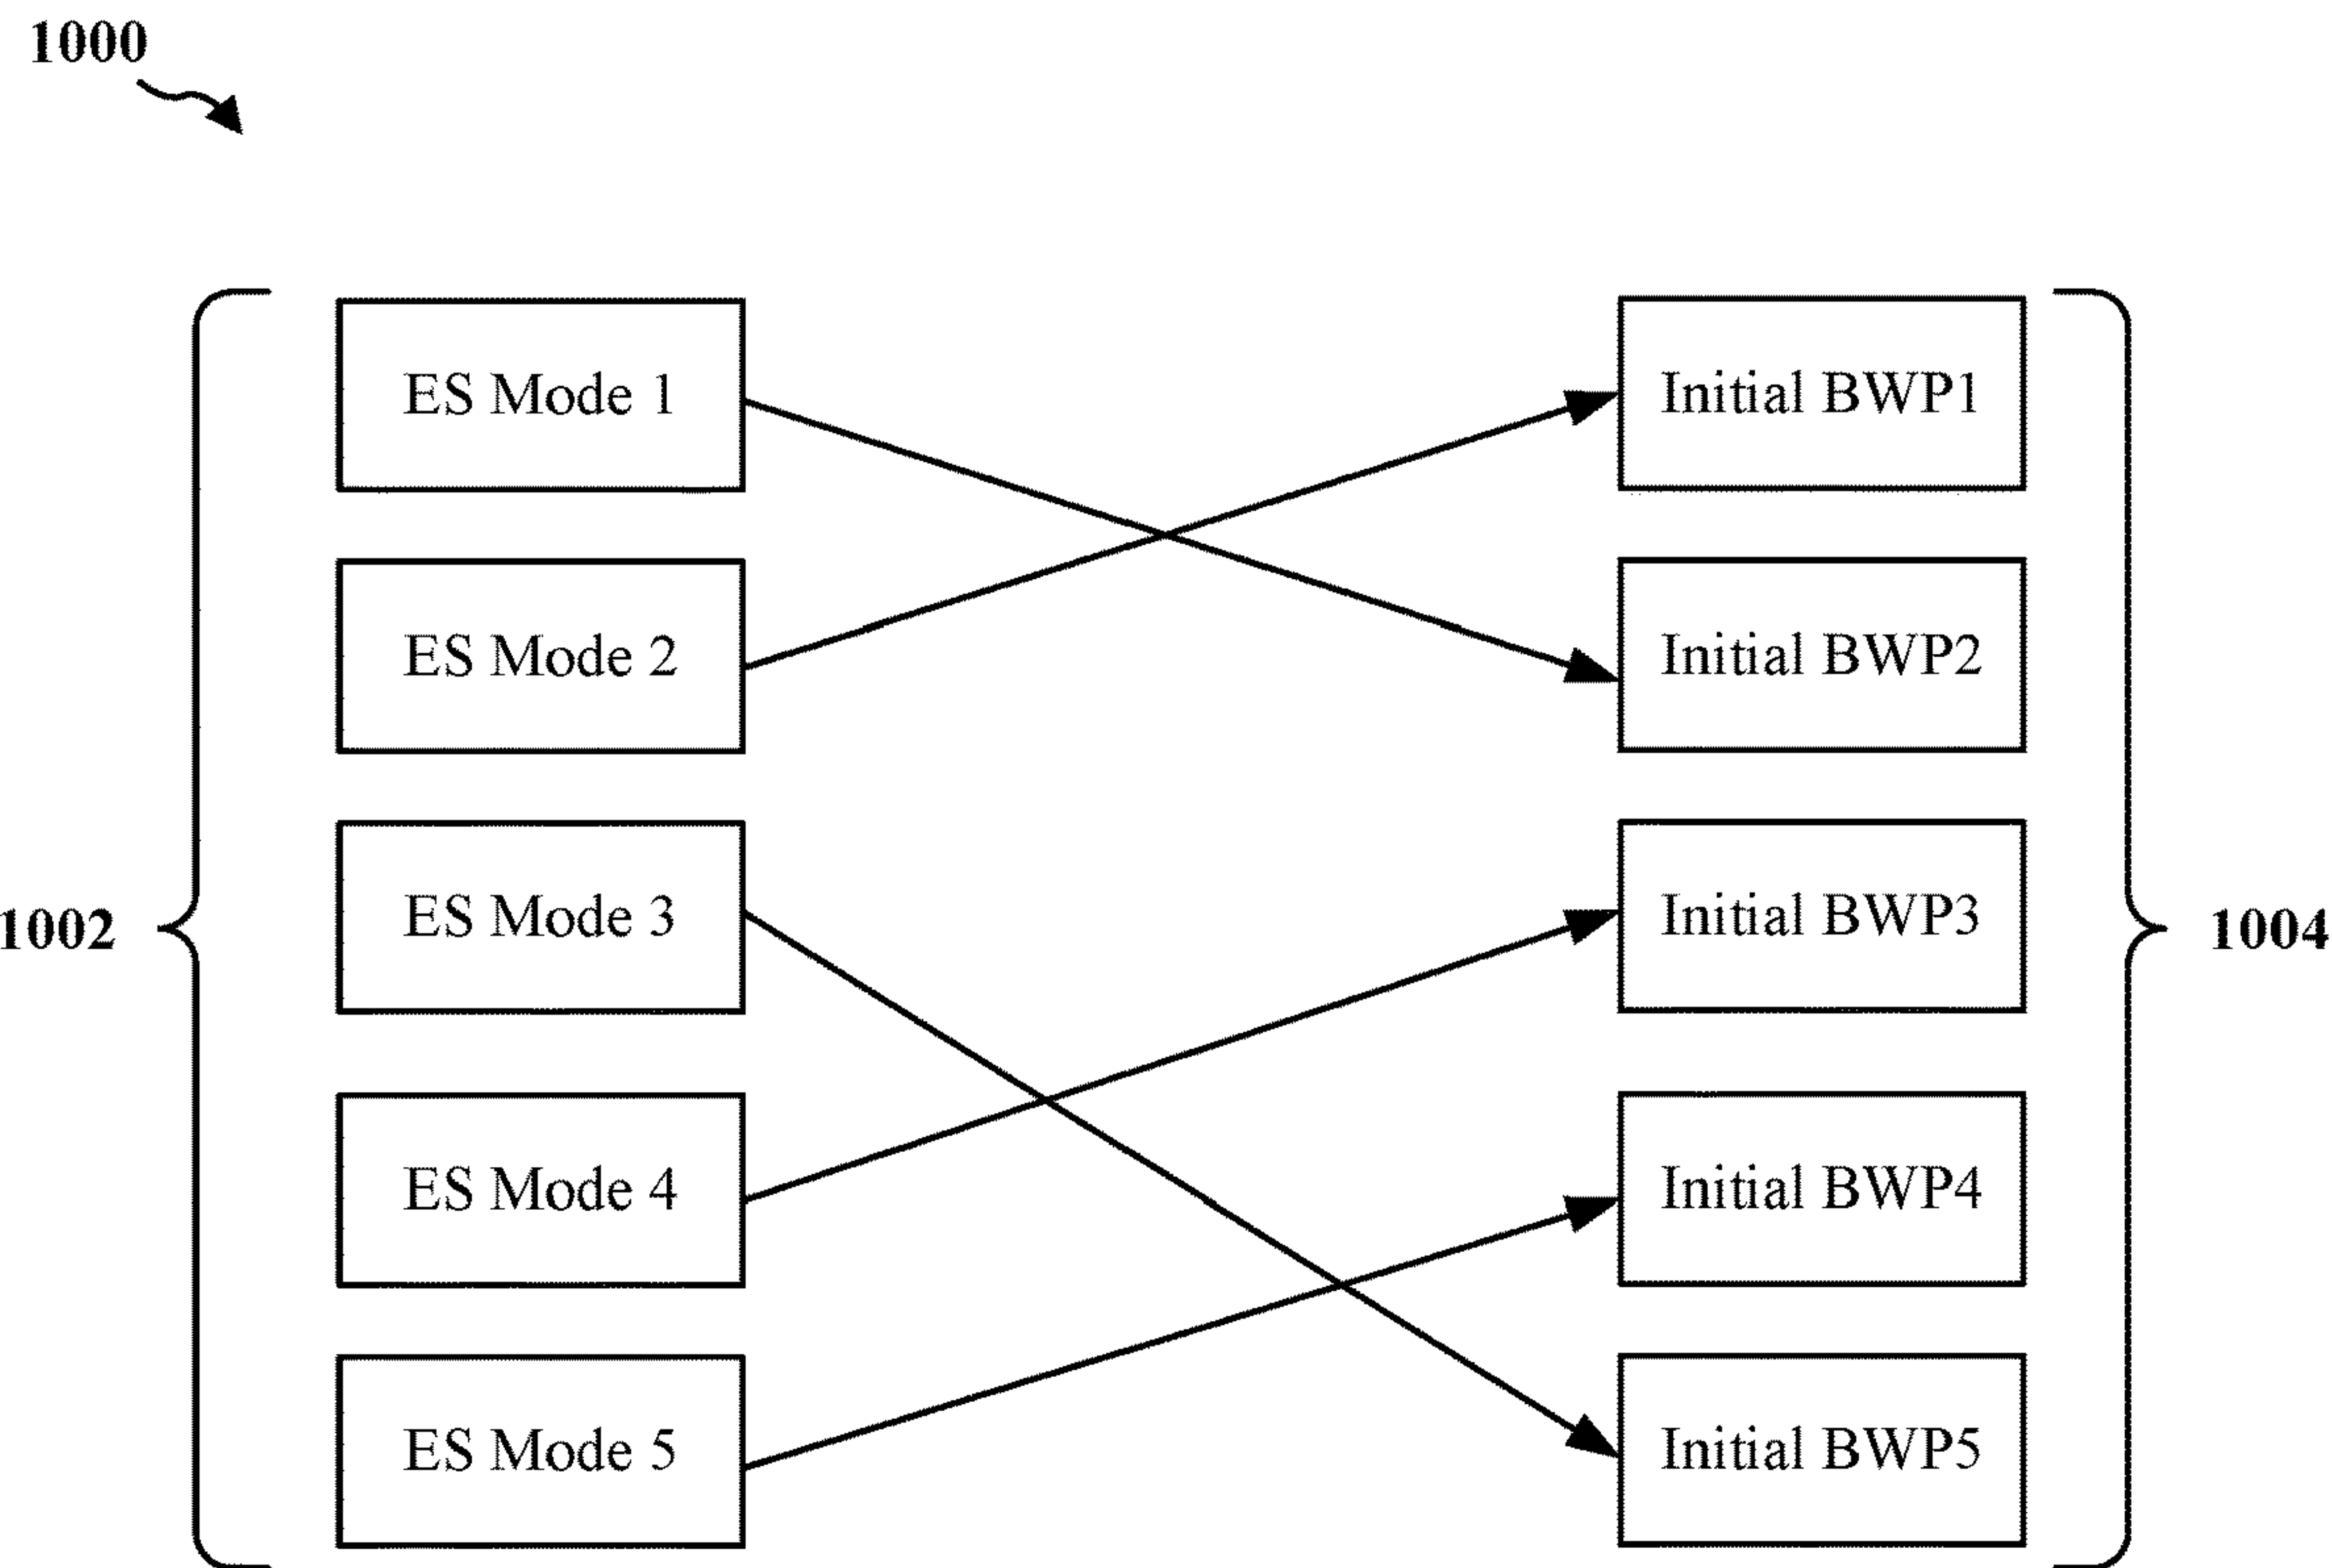 1000
ES Mode 1
Initial BWP1
ES Mode 2
Initial BWP2
ES Mode 3
Initial BWP3
1002
1004
ES Mode 4
Initial BWP4
ES Mode 5
Initial BWP5